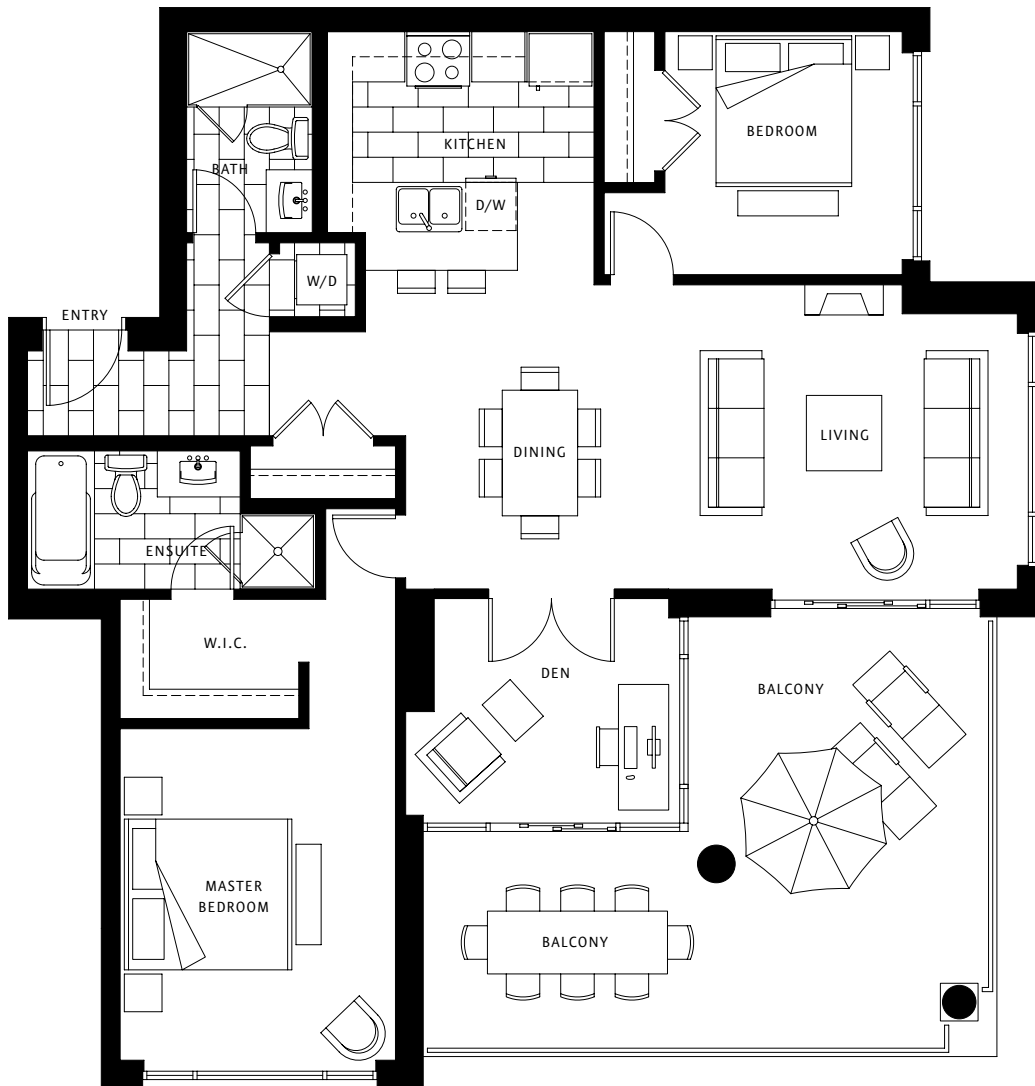 KITCHEN
BEDROOM
BATH
D/W
W/D
ENTRY
LIVING
DINING
ENSUITE
W.I.C.
DEN
BALCONY
MASTER
BEDROOM
BALCONY